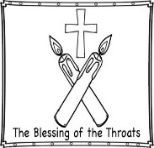 The Blessing of the Throats